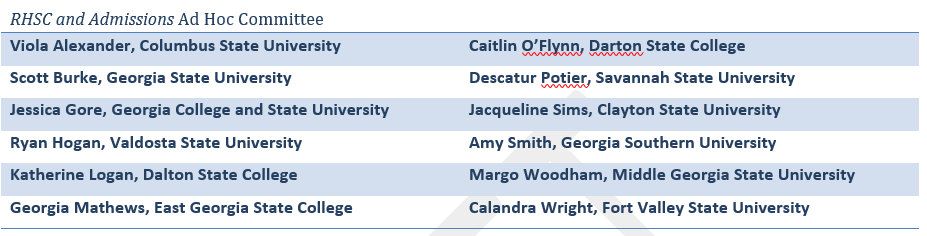 RHSC and Admissions Ad Hoc Committee
Viola Alexander, Columbus State University Caitlin O’Flynn, Darton State College
Scott Burke, Georgia State University Descatur Potier, Savannah State University
Jessica Gore, Georgia College and State University Jacqueline Sims, Clayton State University
Ryan Hogan, Valdosta State University Amy Smith, Georgia Southern University
Katherine Logan, Dalton State College Margo Woodham, Middle Georgia State University
Georgia Mathews, East Georgia State College Calandra Wright, Fort Valley State University